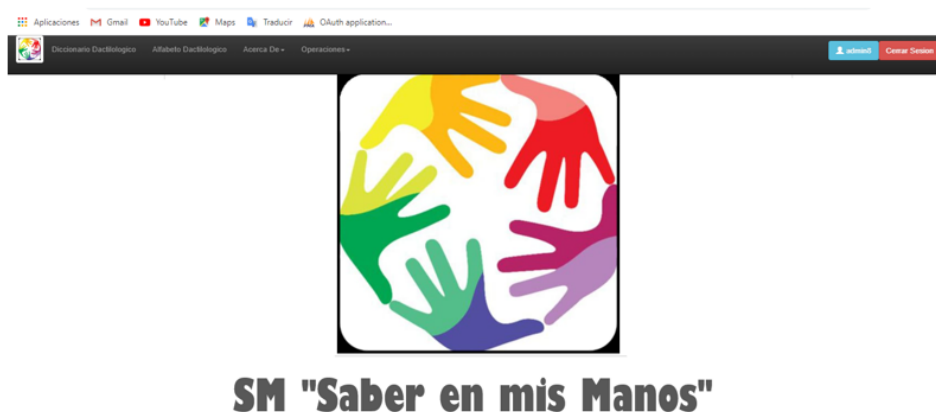 Aplicaciones Gmail YouTube Maps Traducir OAuth application...
Diccionario Dactilologico Alfabeto Dactilologico Acerca De Operaciones admin8 Cerrar Sesion
SM "Saber en mis Manos"